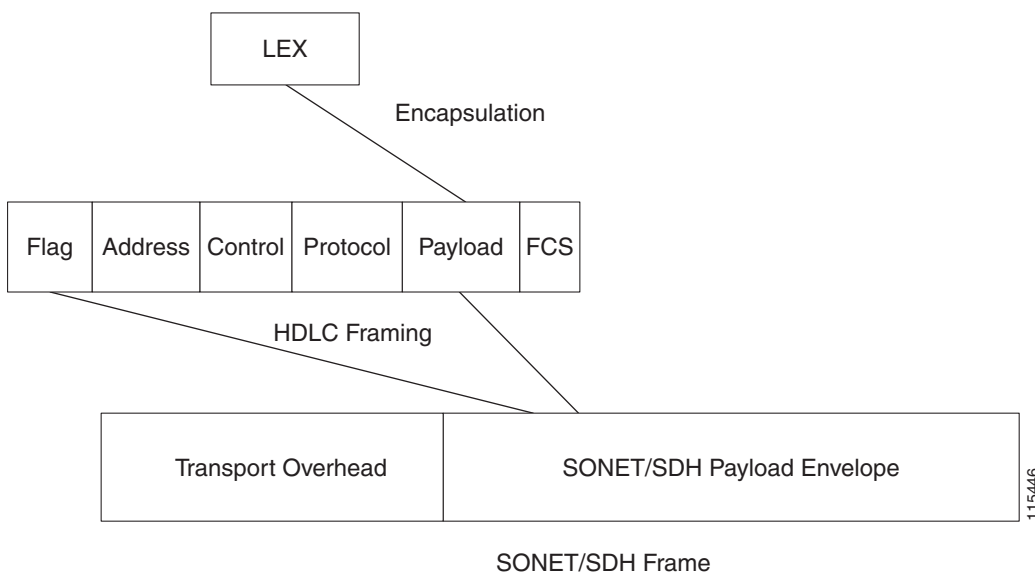 LEX
Encapsulation
Flag Address Control Protocol Payload FCS
HDLC Framing
Transport Overhead SONET/SDH Payload Envelope
115446
SONET/SDH Frame